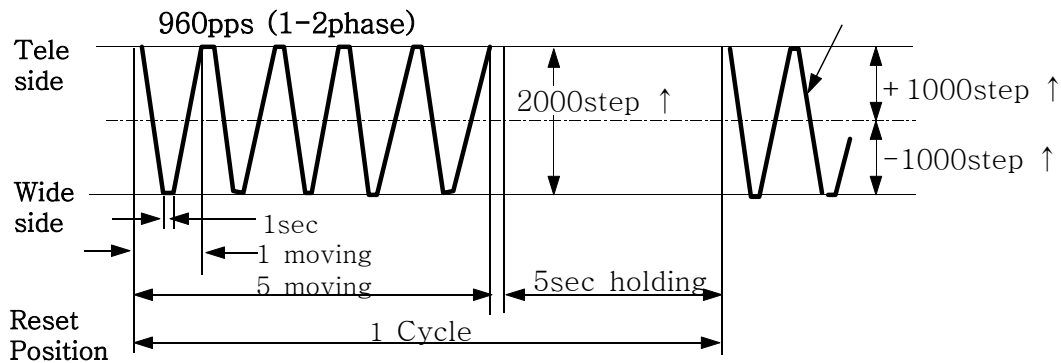 960pps (1-2phase)
Tele
side
2000step ↑
+ 1000step ↑
-1000step ↑
Wide
side
1sec
1 moving
5 moving
5sec holding
1 Cycle
Reset
Position